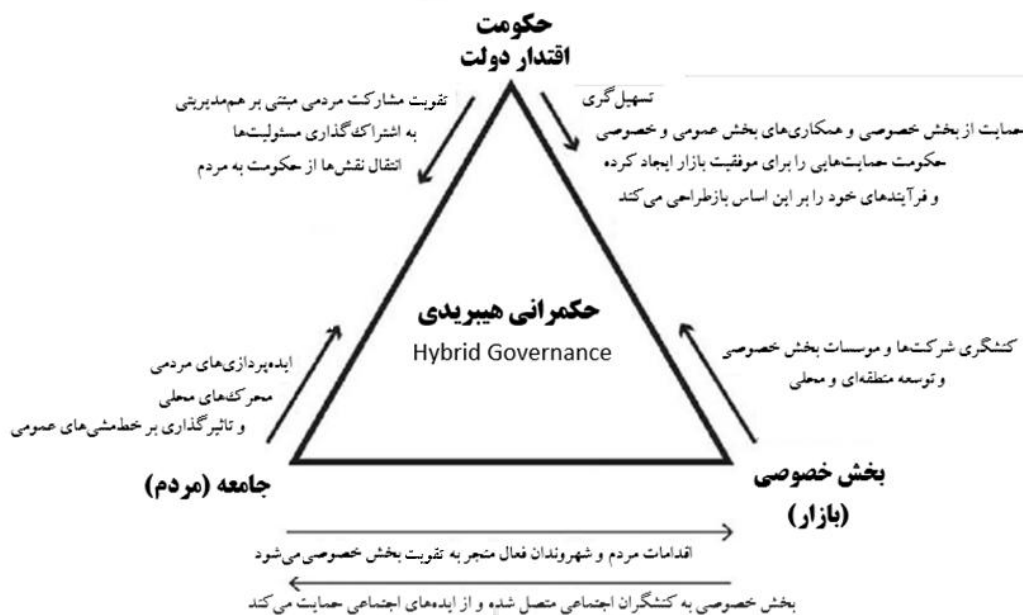 حکومت
اقتدار دولت
تسهیل‌گری
حمایت از بخش خصوصی و همکاری‌های بخش عمومی و خصوصی
حکومت حمایت‌هایی را برای موفقیت بازار ایجاد کرده
و فرآیندهای خود را بر این اساس بازطراحی می‌کند
تقویت مشارکت مردمی مبتنی بر هم‌مدیریتی
به اشتراک‌گذاری مسئولیت‌ها
انتقال نقش‌ها از حکومت به مردم
حکمرانی هیبریدی
Hybrid Governance
کنشگری شرکت‌ها و موسسات بخش خصوصی
و توسعه منطقه‌ای و محلی
ایده‌پردازی‌های مردمی
محرک‌های محلی
و تاثیرگذاری بر خط‌مشی‌های عمومی
بخش خصوصی
(بازار)
جامعه (مردم)
اقدامات مردم و شهروندان فعال منجر به تقویت بخش خصوصی می‌شود
بخش خصوصی به کنشگران اجتماعی متصل شده و از ایده‌های اجتماعی حمایت می‌کند